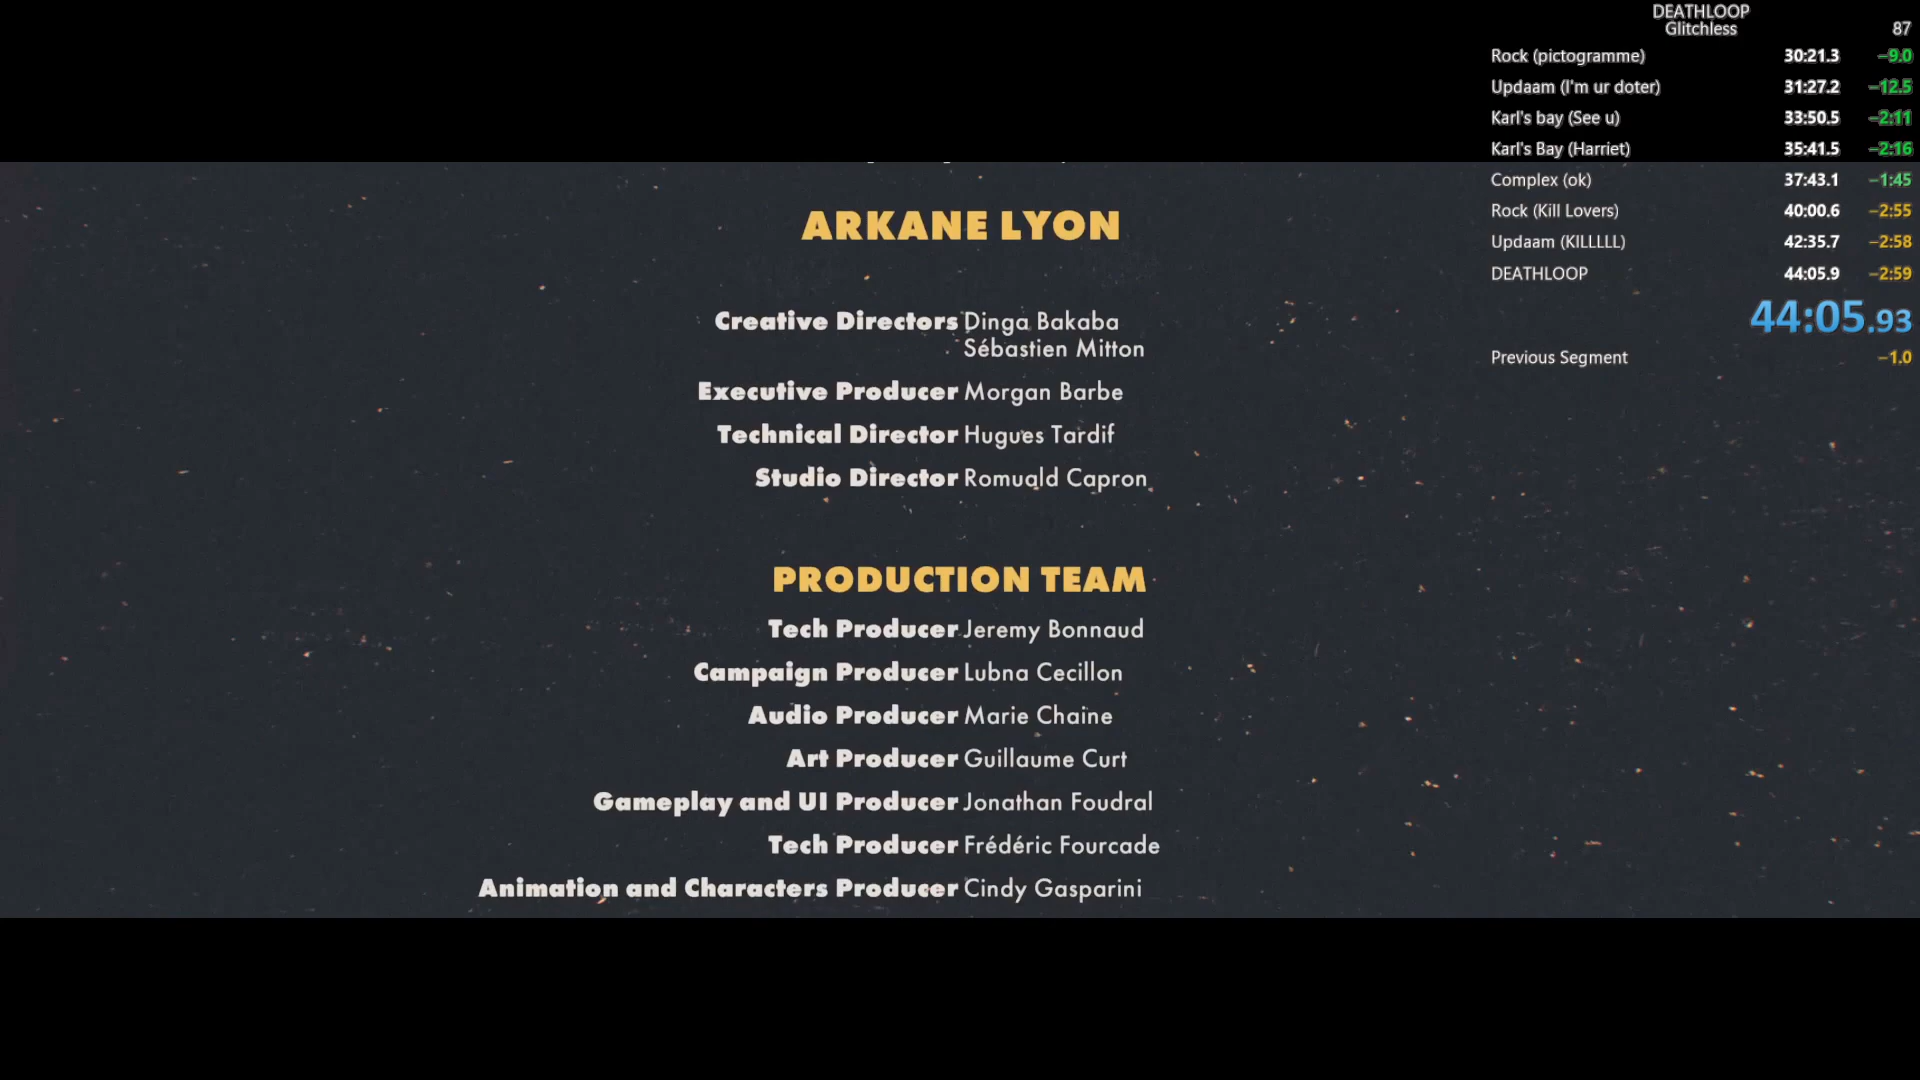 DEATHLOOP
Glitchless 87
Rock (pictogramme) 30:21.3 −9.0
Updaam (I'm ur doter) 31:27.2 −12.5
Karl's bay (See u) 33:50.5 −2:11
Karl's Bay (Harriet) 35:41.5 −2:16
Complex (ok) 37:43.1 −1:45
Rock (Kill Lovers) 40:00.6 −2:55
Updaam (KILLLLL) 42:35.7 −2:58
DEATHLOOP 44:05.9 −2:59
44:05.93
Previous Segment −1.0
ARKANE LYON
Creative Directors Dinga Bakaba
Sébastien Mitton
Executive Producer Morgan Barbe
Technical Director Hugues Tardif
Studio Director Romuald Capron
PRODUCTION TEAM
Tech Producer Jeremy Bonnaud
Campaign Producer Lubna Cecillon
Audio Producer Marie Chaine
Art Producer Guillaume Curt
Gameplay and UI Producer Jonathan Foudral
Tech Producer Frédéric Fourcade
Animation and Characters Producer Cindy Gasparini